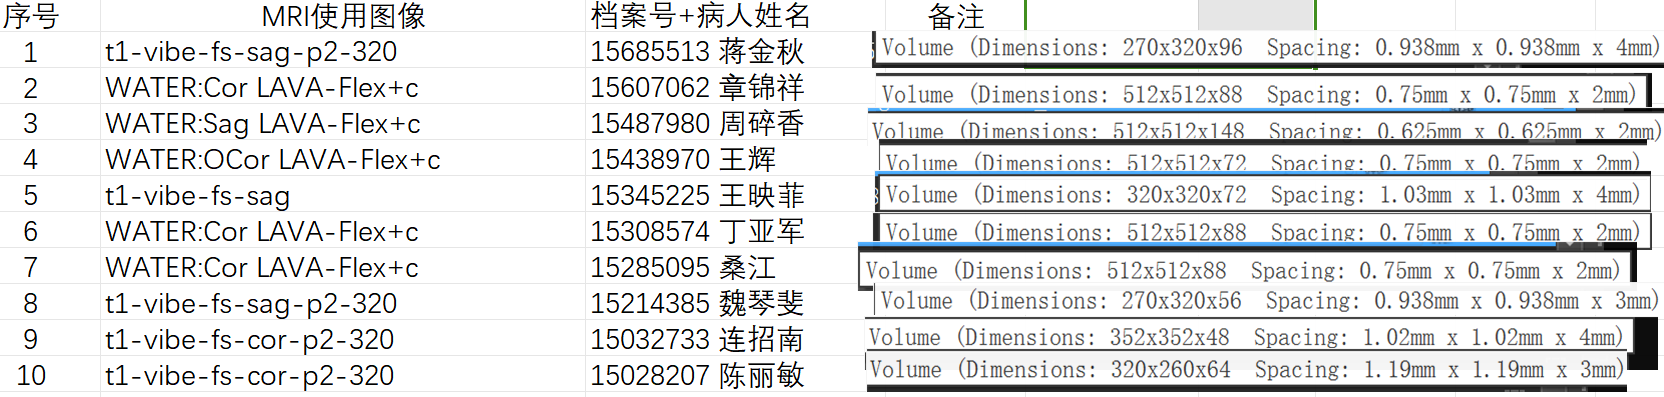 序号 MRI使用图像 档案号+病人姓名 备注
1 t1-vibe-fs-sag-p2-320 15685513 蒋金秋 Volume (Dimensions: 270x320x96 Spacing: 0.938mm x 0.938mm x 4mm)
2 WATER:Cor LAVA-Flex+c 15607062 章锦祥 Volume (Dimensions: 512x512x88 Spacing: 0.75mm x 0.75mm x 2mm)
3 WATER:Sag LAVA-Flex+c 15487980 周碎香 Volume (Dimensions: 512x512x148 Spacing: 0.625mm x 0.625mm x 2mm)
4 WATER:OCor LAVA-Flex+c 15438970 王辉 Volume (Dimensions: 512x512x72 Spacing: 0.75mm x 0.75mm x 2mm)
5 t1-vibe-fs-sag 15345225 王映菲 Volume (Dimensions: 320x320x72 Spacing: 1.03mm x 1.03mm x 4mm)
6 WATER:Cor LAVA-Flex+c 15308574 丁亚军 Volume (Dimensions: 512x512x88 Spacing: 0.75mm x 0.75mm x 2mm)
7 WATER:Cor LAVA-Flex+c 15285095 桑江 Volume (Dimensions: 512x512x88 Spacing: 0.75mm x 0.75mm x 2mm)
8 t1-vibe-fs-sag-p2-320 15214385 魏琴斐 Volume (Dimensions: 270x320x56 Spacing: 0.938mm x 0.938mm x 3mm)
9 t1-vibe-fs-cor-p2-320 15032733 连招南 Volume (Dimensions: 352x352x48 Spacing: 1.02mm x 1.02mm x 4mm)
10 t1-vibe-fs-cor-p2-320 15028207 陈丽敏 Volume (Dimensions: 320x260x64 Spacing: 1.19mm x 1.19mm x 3mm)